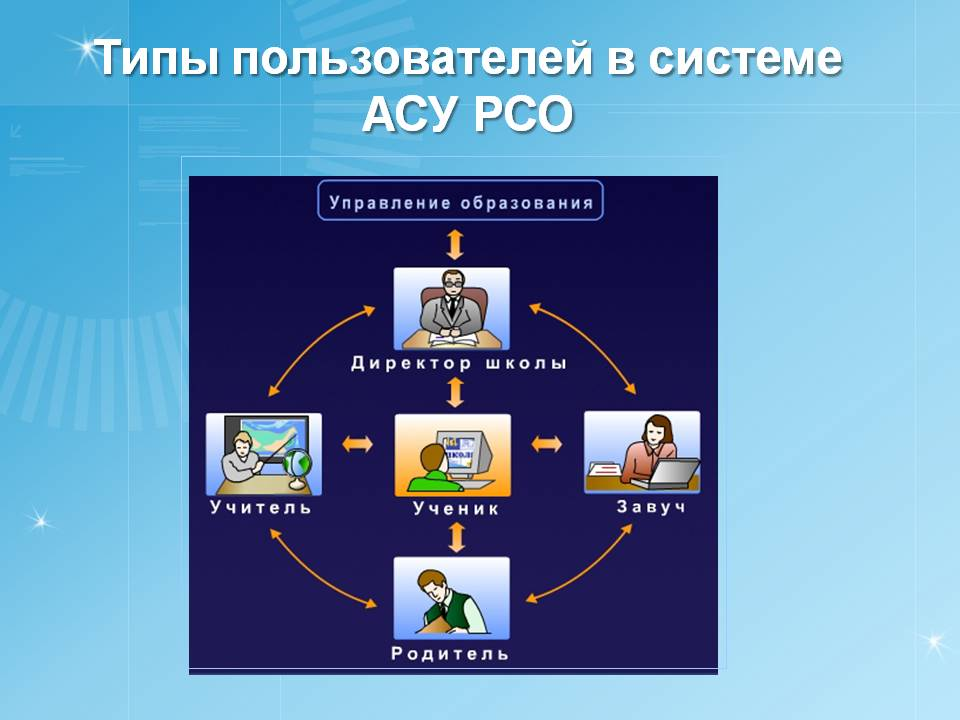 Типы пользователей в системе
АСУ РСО
Управление образования
Директор школы
Учитель
Ученик
Завуч
Родитель